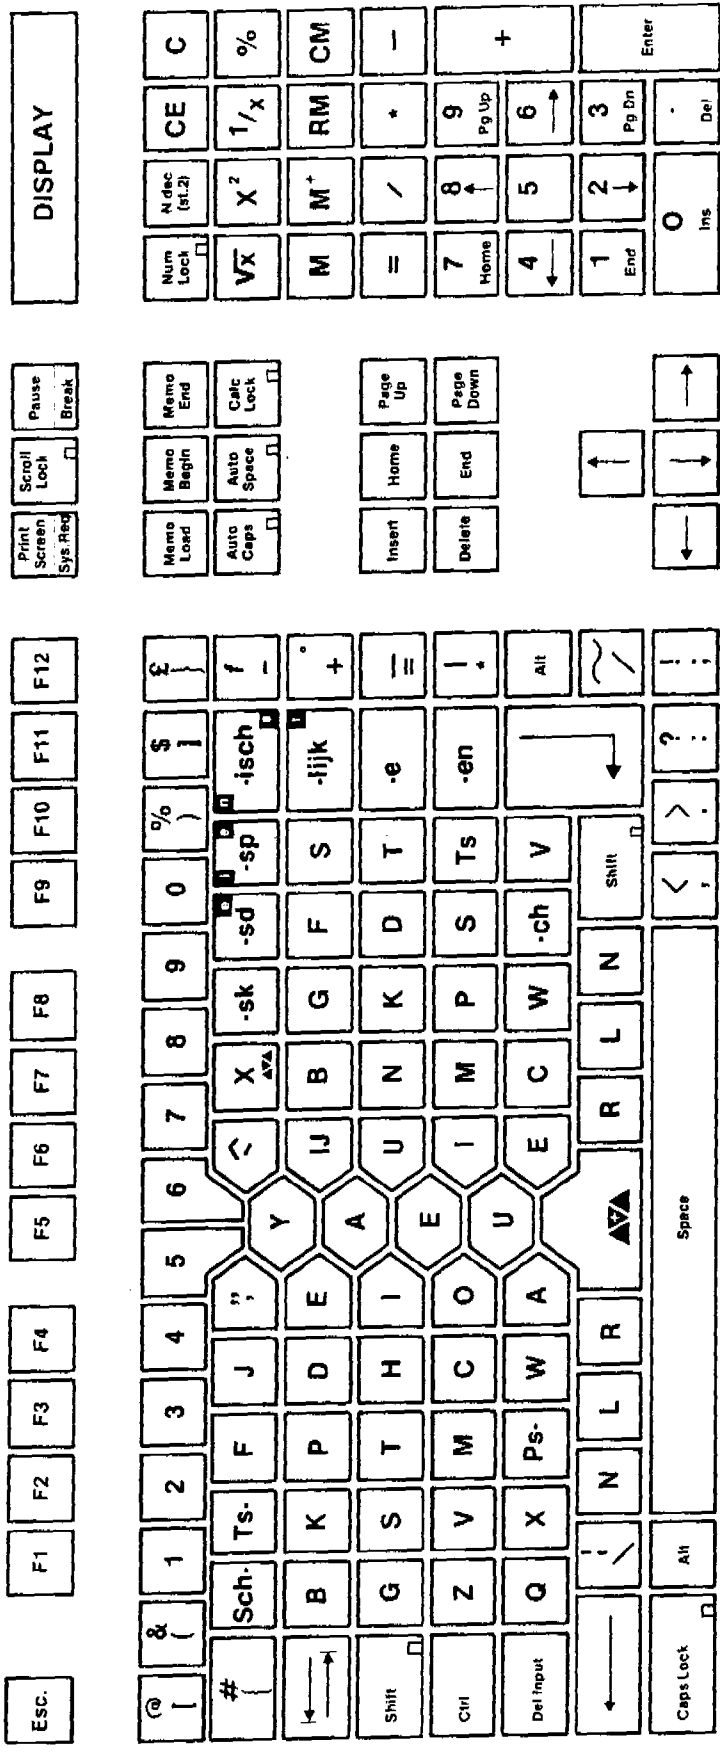 Esc. F1 F2 F3 F4 F5 F6 F7 F8 F9 F10 F11 F12
Print Screen Sys.Req
Scroll Lock
Pause Break
DISPLAY
@ [ & ( 1 2 3 4 5 6 7 8 9 0 % ) $ ] £ }
Memo Load
Memo Begin
Memo End
Num Lock
N dec (st.2)
CE C
# { Sch- Ts- F J ” , X -sk -sd -sp -isch f -
Auto Caps
Auto Space
Calc Lock
√x X² 1/x %
B K P D E Y IJ B G F S -lijk ° +
M M⁺ RM CM
Shift G S T H I A U N K D T -e — =
Insert Home
Page Up
= / * -
Ctrl Z V M C O E I M P S Ts -en | *
Delete End
Page Down
7 Home
8 ↑
9 Pg Up
+
Del Input Q X Ps- W A U E C W -ch V Alt
4 ←
5
6 →
← ¦ \ N L R R L N Shift ~ /
↑
1 End
2 ↓
3 Pg Dn
Enter
Caps Lock Alt Space < , > . ? : ! ;
← ↓ →
0 Ins
. Del